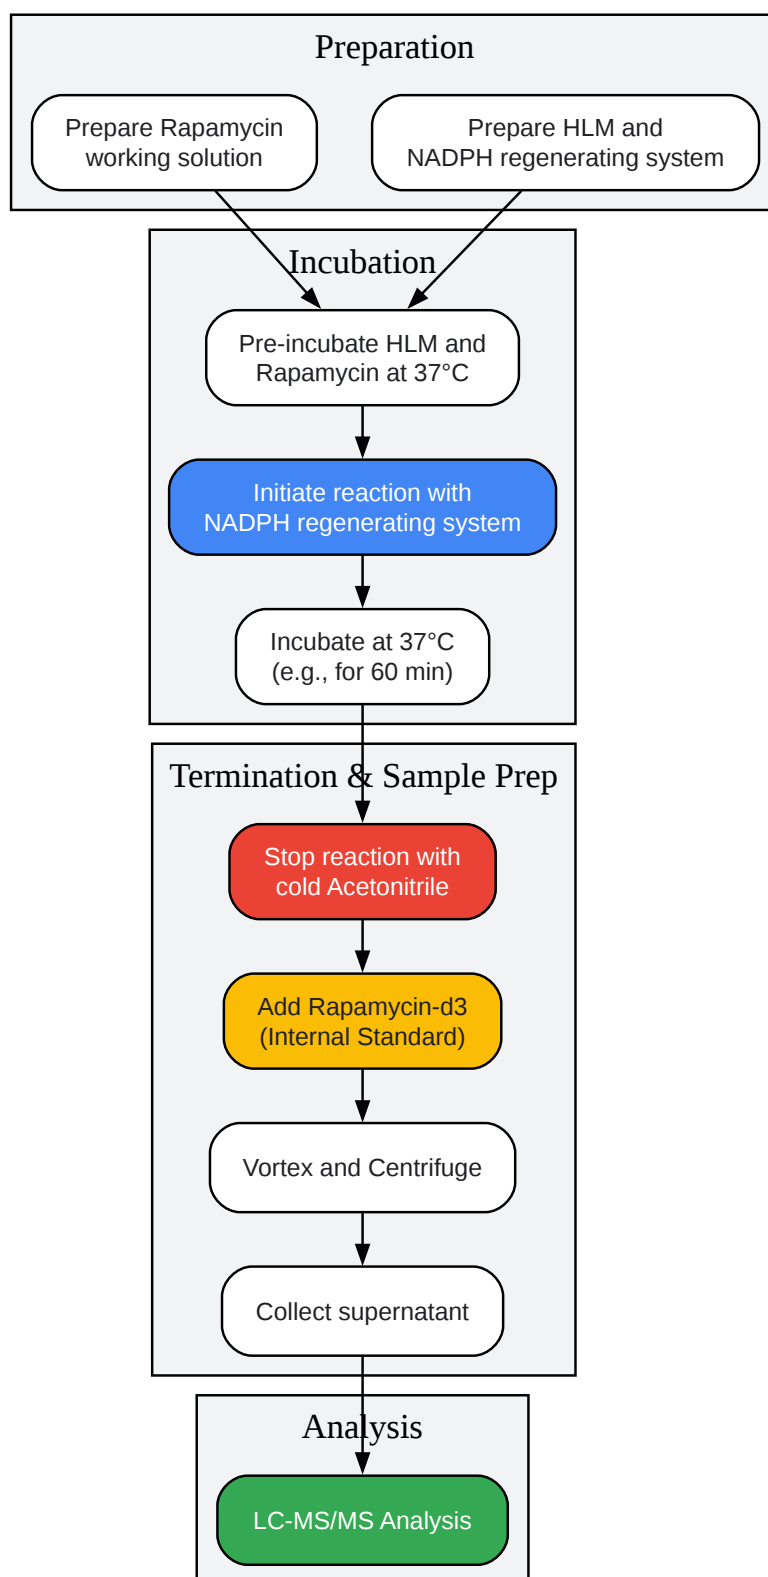 Preparation
Prepare Rapamycin
working solution
Prepare HLM and
NADPH regenerating system
Incubation
Pre-incubate HLM and
Rapamycin at 37°C
Initiate reaction with
NADPH regenerating system
Incubate at 37°C
(e.g., for 60 min)
Termination & Sample Prep
Stop reaction with
cold Acetonitrile
Add Rapamycin-d3
(Internal Standard)
Vortex and Centrifuge
Collect supernatant
Analysis
LC-MS/MS Analysis